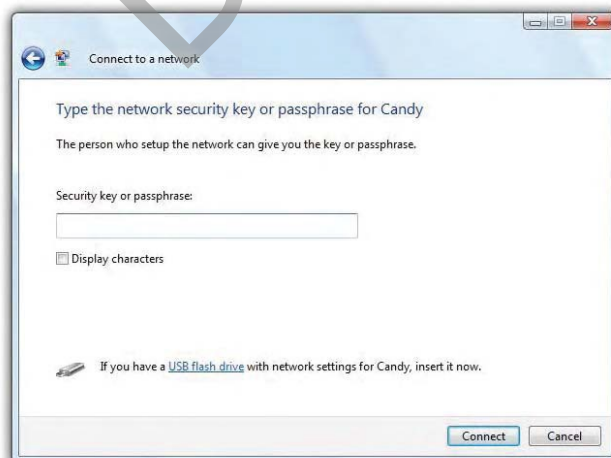 Connect to a network
Type the network security key or passphrase for Candy
The person who setup the network can give you the key or passphrase.
Security key or passphrase:
Display characters
If you have a USB flash drive with network settings for Candy, insert it now.
Connect Cancel